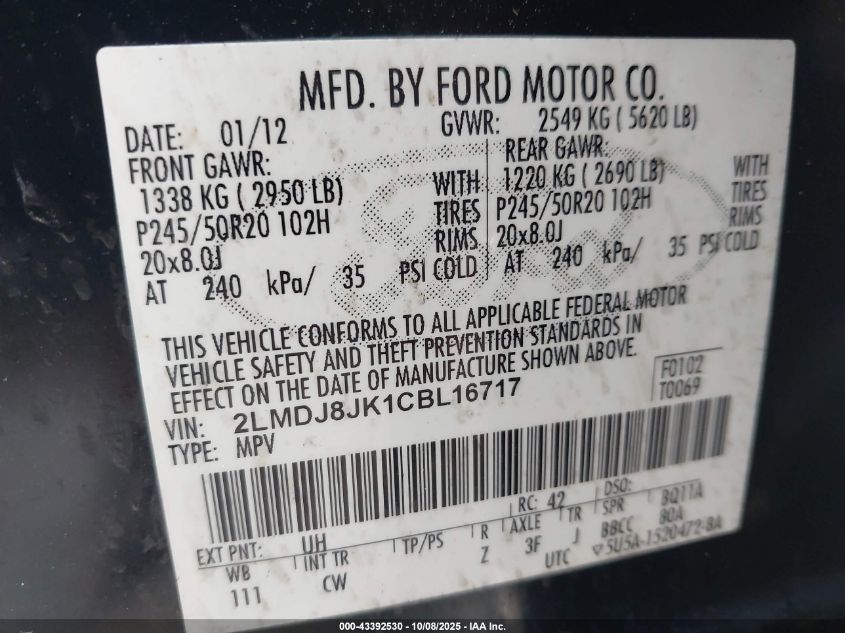 MFD. BY FORD MOTOR CO.
DATE: 01/12 GVWR: 2549 KG ( 5620 LB)
FRONT GAWR: REAR GAWR:
1338 KG ( 2950 LB) WITH 1220 KG ( 2690 LB) WITH
P245/50R20 102H TIRES P245/50R20 102H TIRES
20x8.0J RIMS 20x8.0J RIMS
AT 240 kPa/ 35 PSI COLD AT 240 kPa/ 35 PSI COLD
THIS VEHICLE CONFORMS TO ALL APPLICABLE FEDERAL MOTOR
VEHICLE SAFETY AND THEFT PREVENTION STANDARDS IN
EFFECT ON THE DATE OF MANUFACTURE SHOWN ABOVE.
F0102
T0069
VIN: 2LMDJ8JK1CBL16717
TYPE: MPV
EXT PNT: UH RC: 42 DSO:
WB INT TR TP/PS R AXLE TR SPR BQ11A
111 CW Z 3F J BBCC BOA
UTC 5U5A-1520472-BA
000-43392530 - 10/08/2025 - IAA Inc.